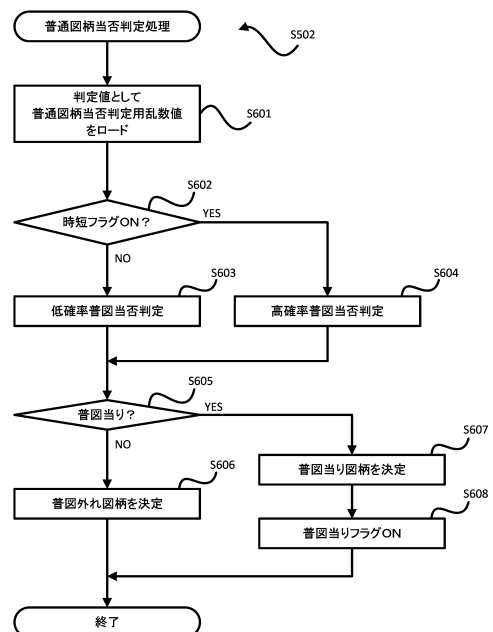 普通図柄当否判定処理
S502
判定値として
普通図柄当否判定用乱数値
をロード
S601
S602
時短フラグON？
YES
NO
S603
S604
低確率普図当否判定
高確率普図当否判定
S605
普図当り？
YES
NO
S607
S606
普図当り図柄を決定
普図外れ図柄を決定
S608
普図当りフラグON
終了